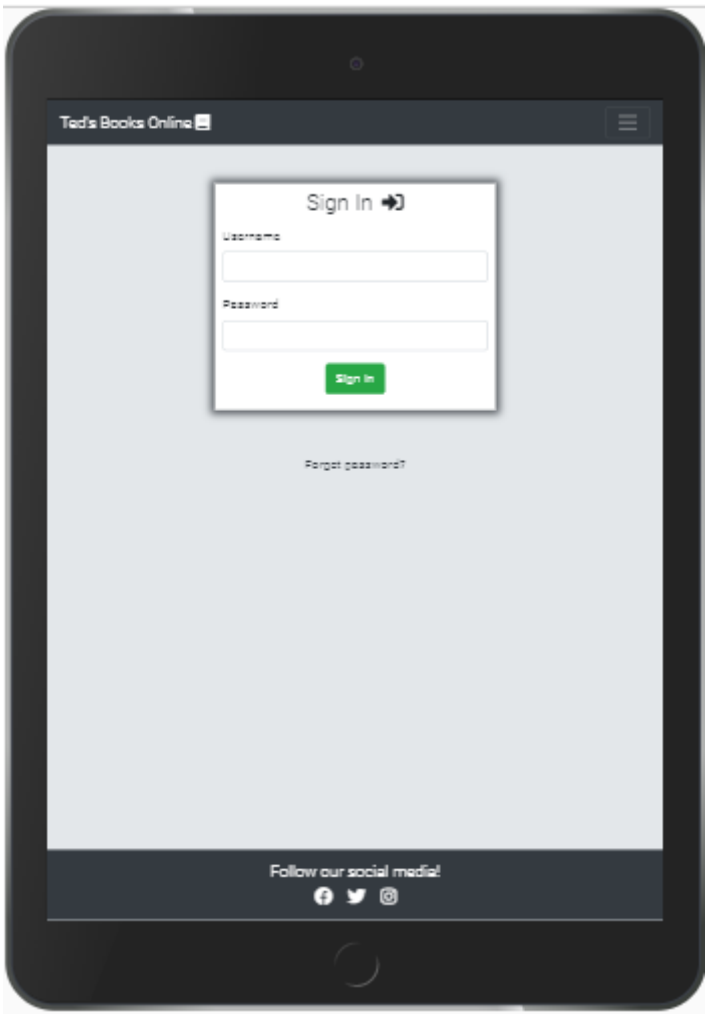 Ted's Books Online
Sign In
Username
Password
Sign In
Forgot password?
Follow our social media!